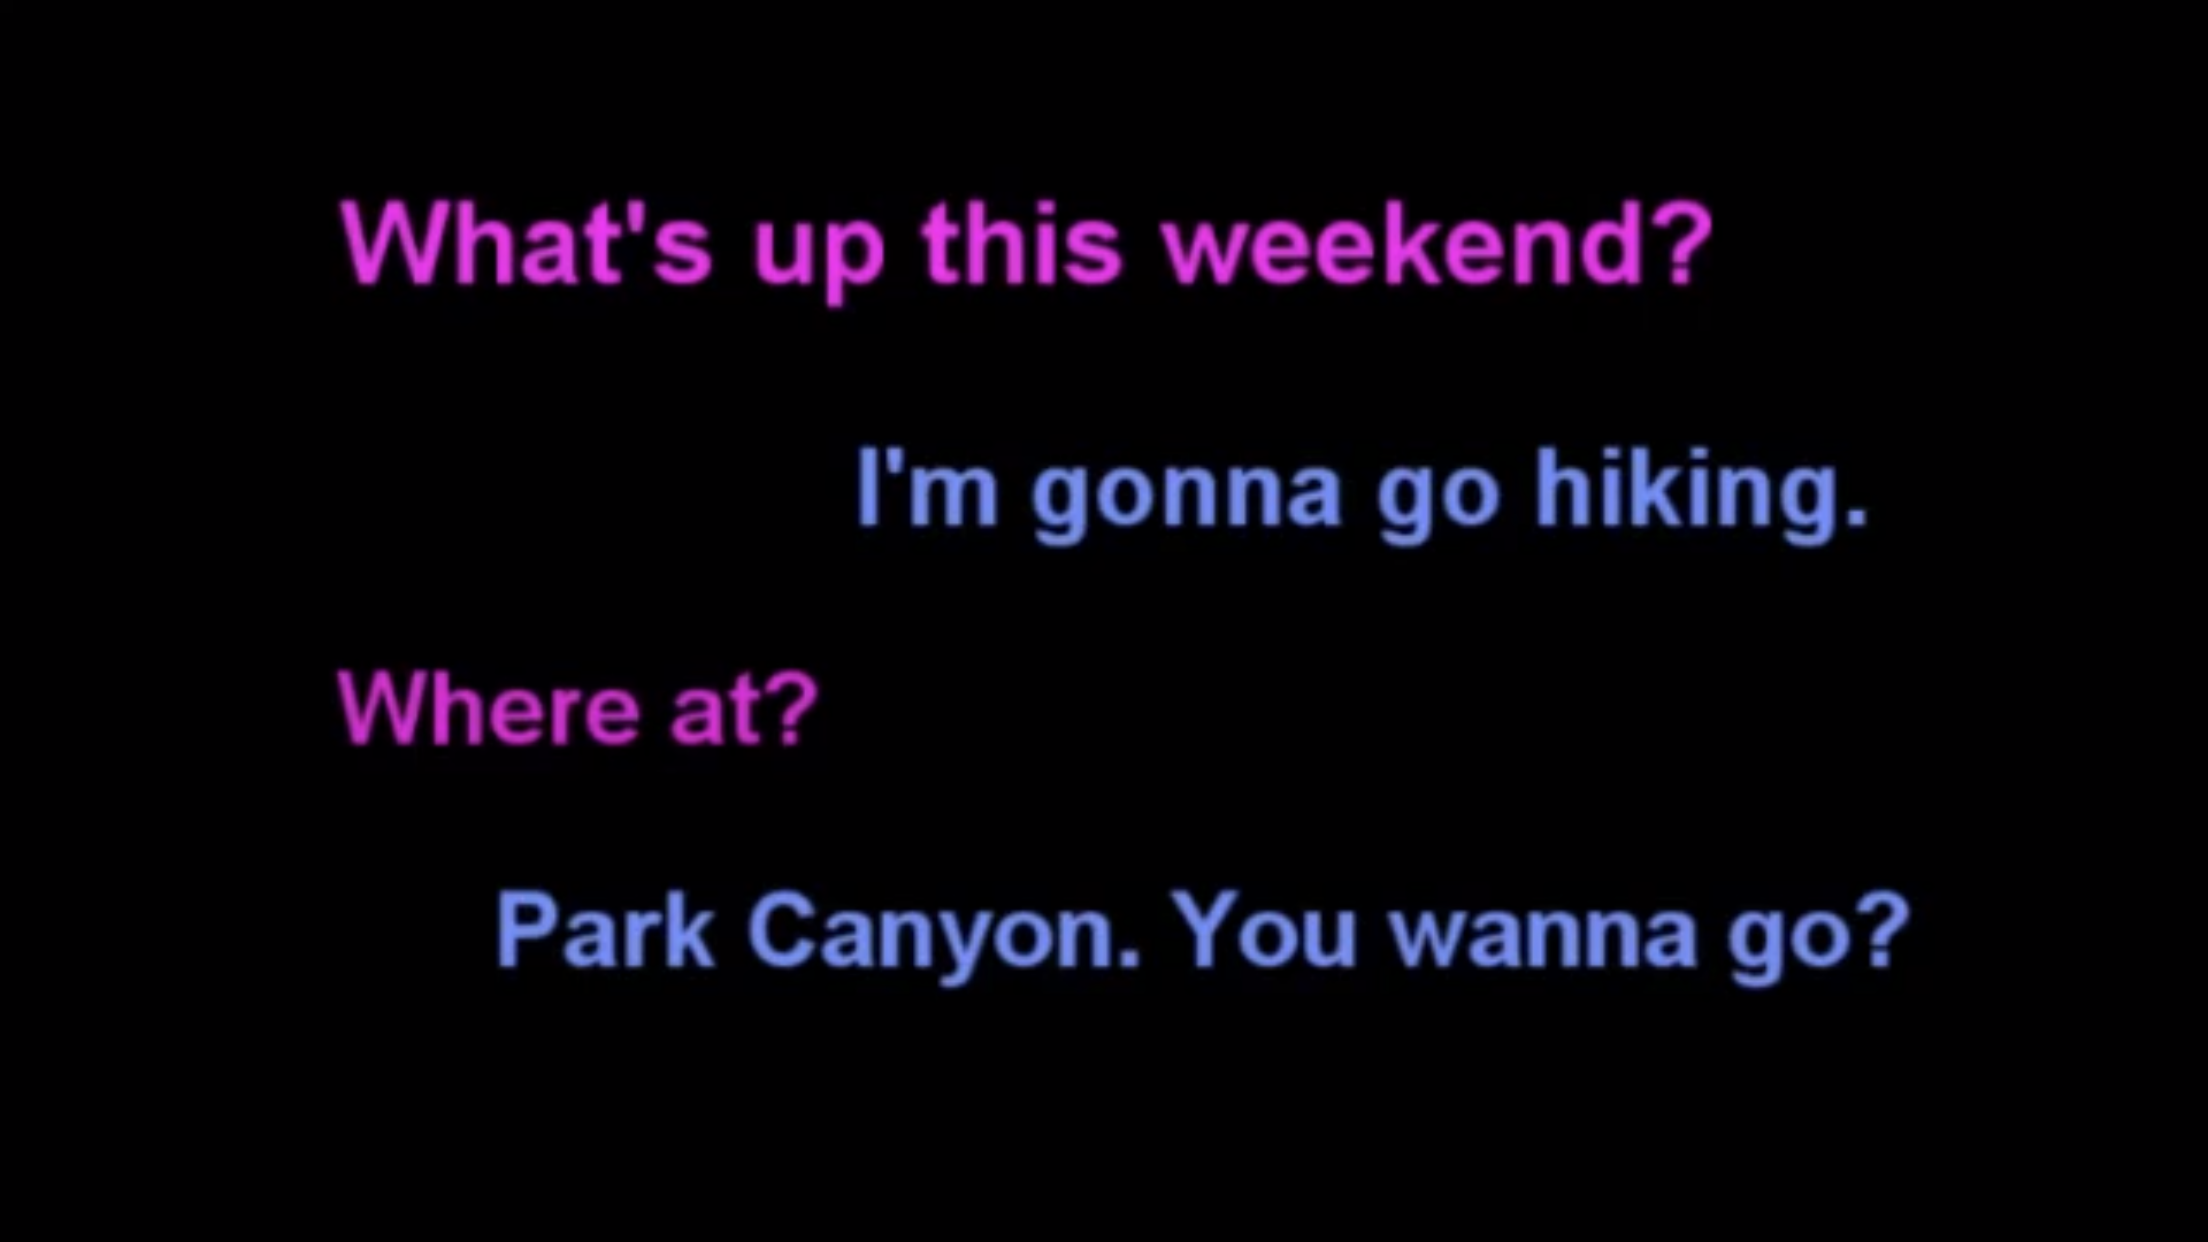 What's up this weekend?
I'm gonna go hiking.
Where at?
Park Canyon. You wanna go?